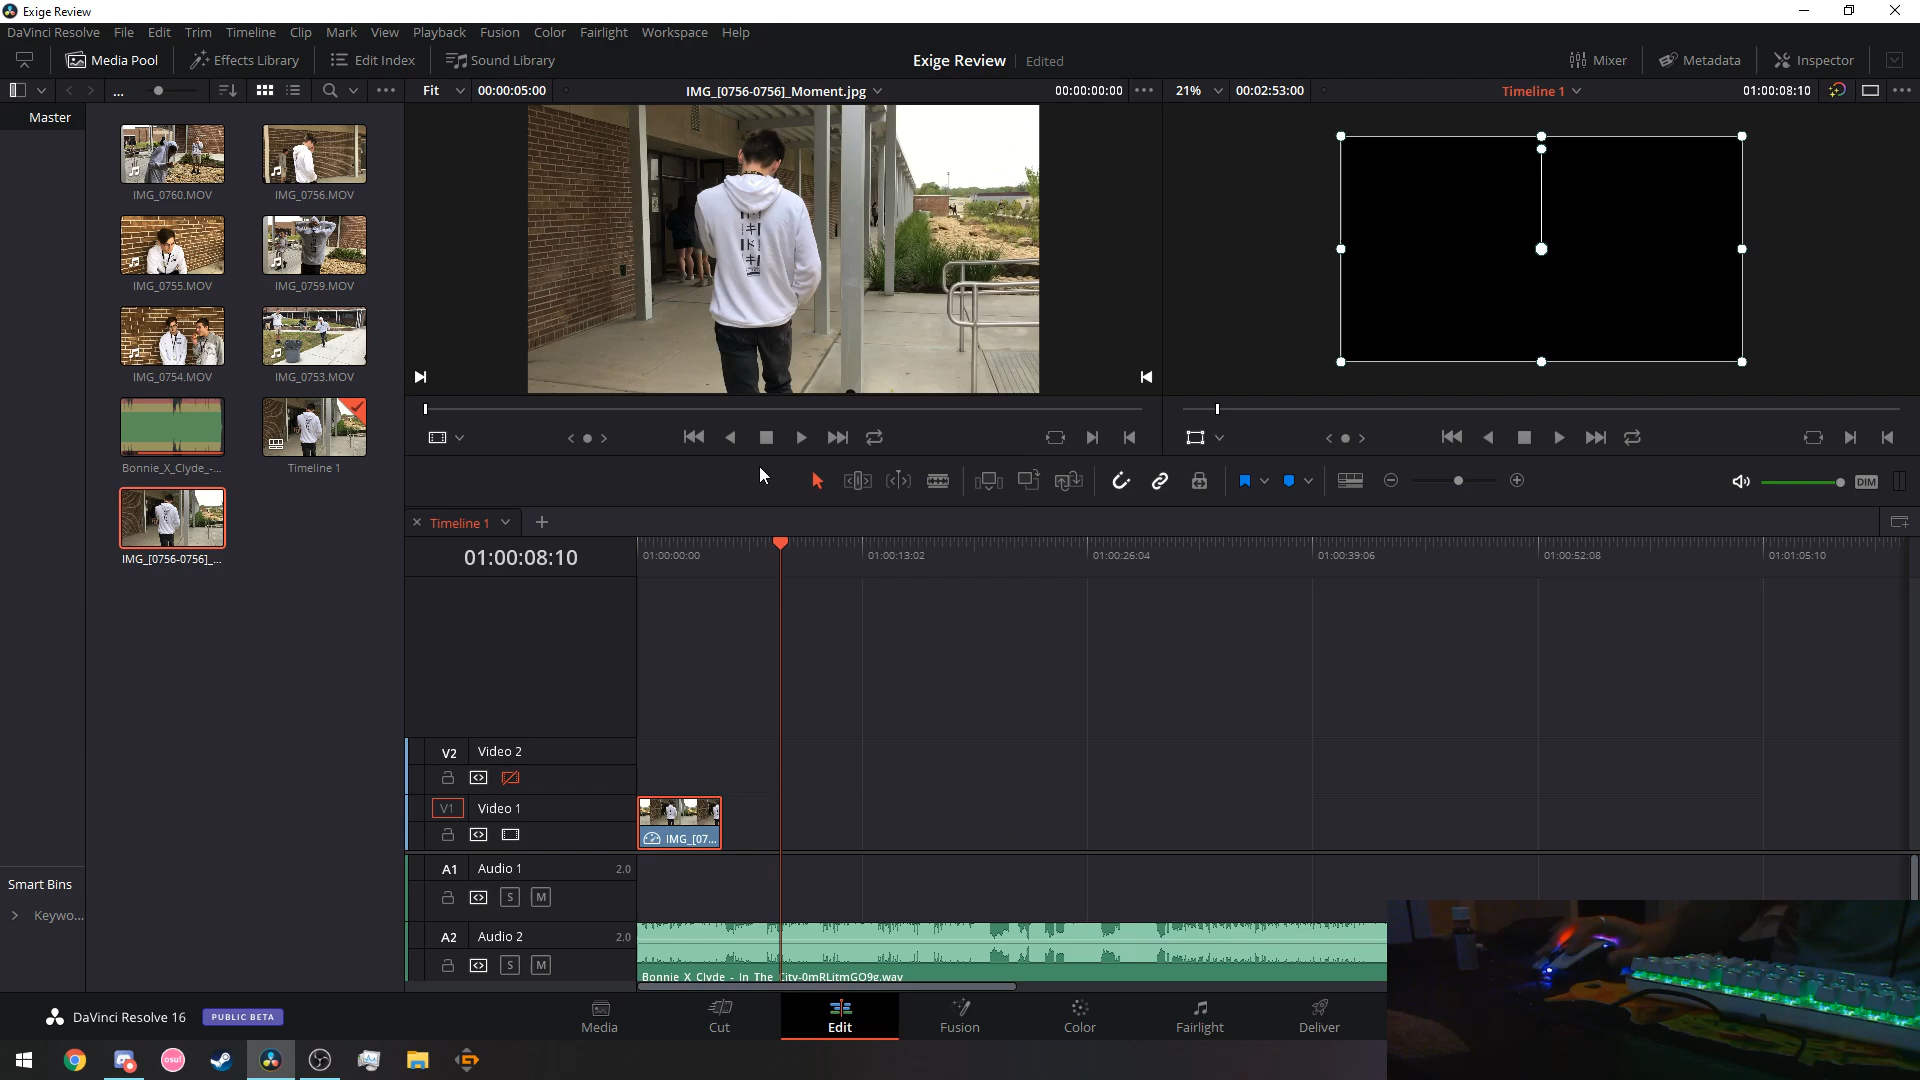 Exige Review
DaVinci Resolve File Edit Trim Timeline Clip Mark View Playback Fusion Color Fairlight Workspace Help
Media Pool Effects Library Edit Index Sound Library Exige Review Edited Mixer Metadata Inspector
... Fit 00:00:05:00 IMG_[0756-0756]_Moment.jpg 00:00:00:00 21% 00:02:53:00 Timeline 1 01:00:08:10
Master
IMG_0760.MOV IMG_0756.MOV
IMG_0755.MOV IMG_0759.MOV
IMG_0754.MOV IMG_0753.MOV
Bonnie_X_Clyde_-... Timeline 1
IMG_[0756-0756]_...
DIM
Timeline 1
01:00:08:10 01:00:00:00 01:00:13:02 01:00:26:04 01:00:39:06 01:00:52:08 01:01:05:10
V2 Video 2
V1 Video 1
IMG_[07...
A1 Audio 1 2.0
S M
A2 Audio 2 2.0
S M
Bonnie X Clyde - In The City-0mRLitmGO9g.wav
Smart Bins
Keywo...
DaVinci Resolve 16 PUBLIC BETA
Media Cut Edit Fusion Color Fairlight Deliver
osu!